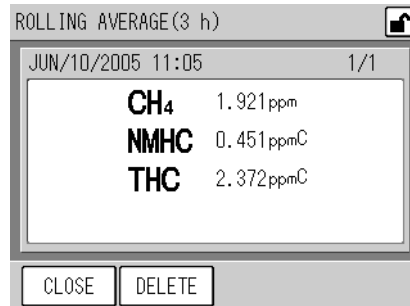 ROLLING AVERAGE(3 h)
JUN/10/2005 11:05 1/1
CH₄ 1.921ppm
NMHC 0.451ppmC
THC 2.372ppmC
CLOSE DELETE